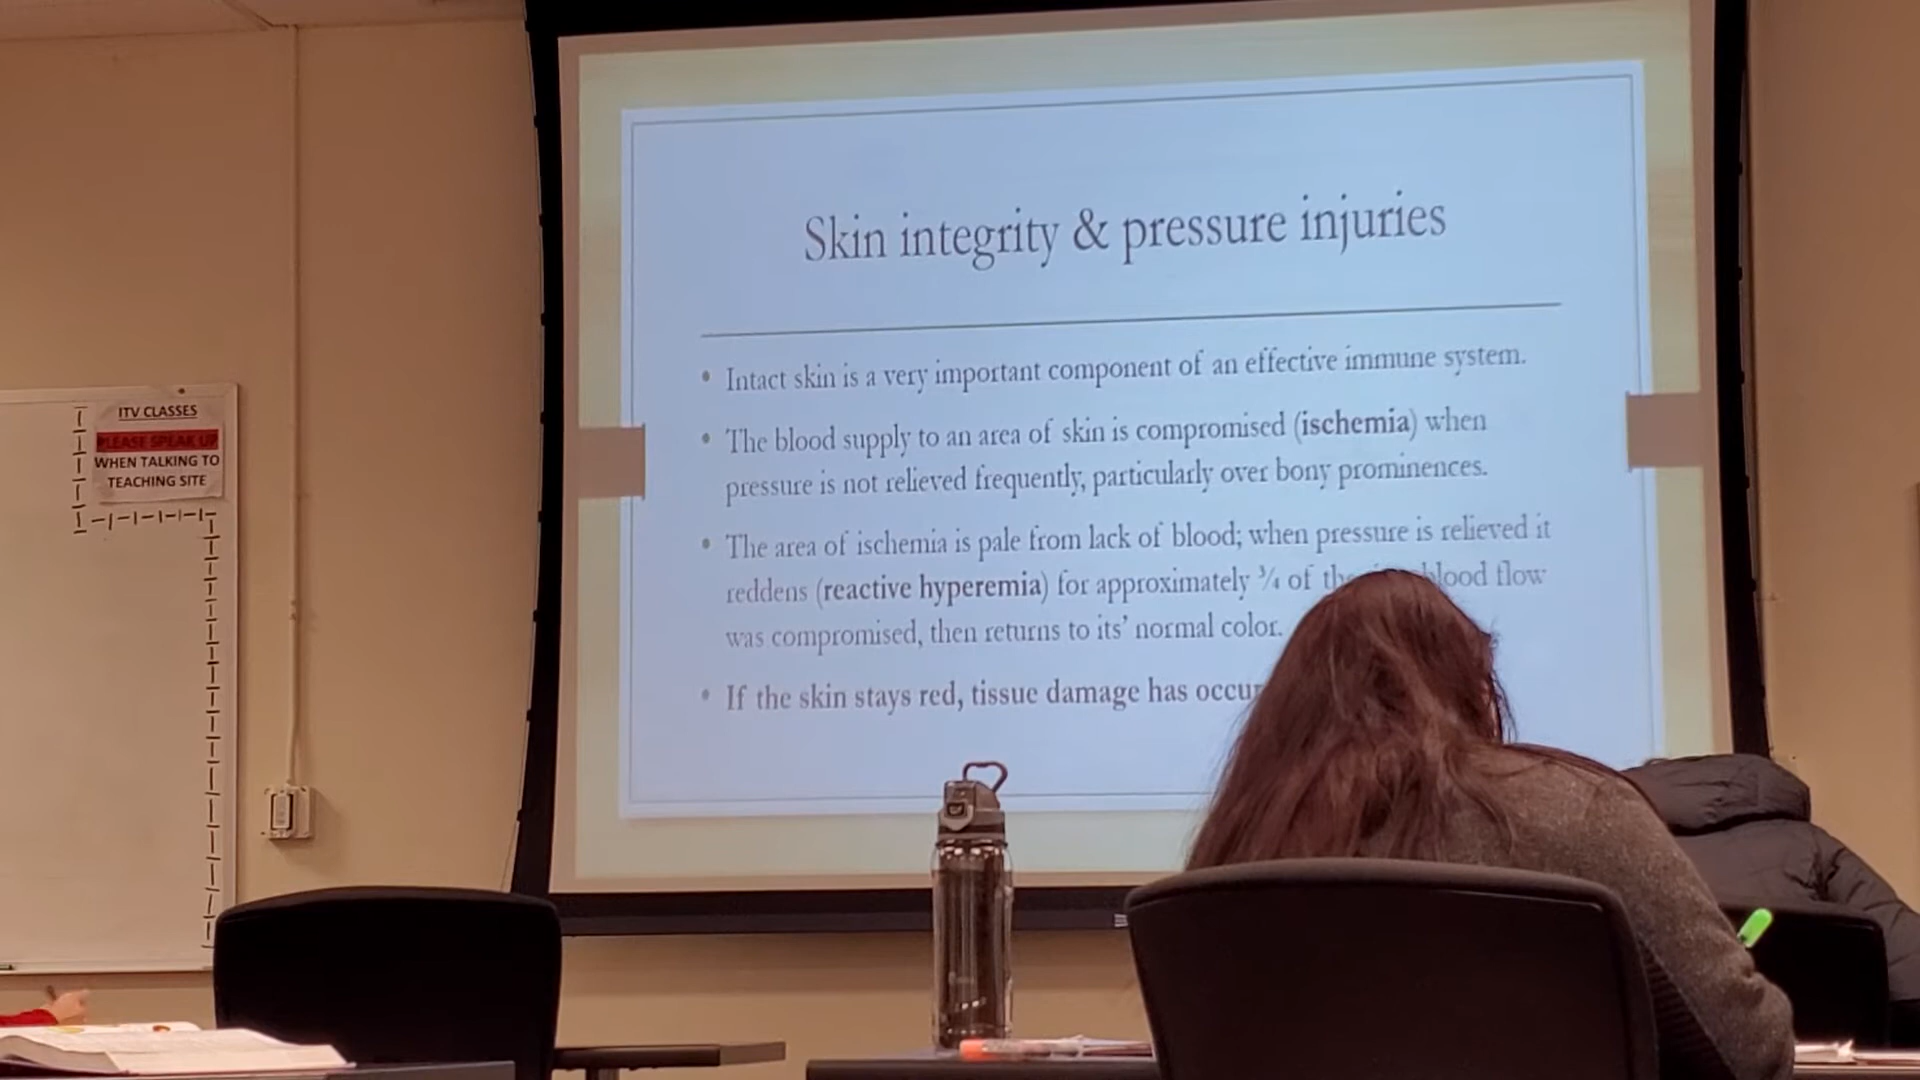 Skin integrity & pressure injuries
• Intact skin is a very important component of an effective immune system.
• The blood supply to an area of skin is compromised (ischemia) when
pressure is not relieved frequently, particularly over bony prominences.
• The area of ischemia is pale from lack of blood; when pressure is relieved it
reddens (reactive hyperemia) for approximately ¾ of blood flow
was compromised, then returns to its' normal color.
• If the skin stays red, tissue damage has
ITV CLASSES
PLEASE SPEAK UP
WHEN TALKING TO
TEACHING SITE